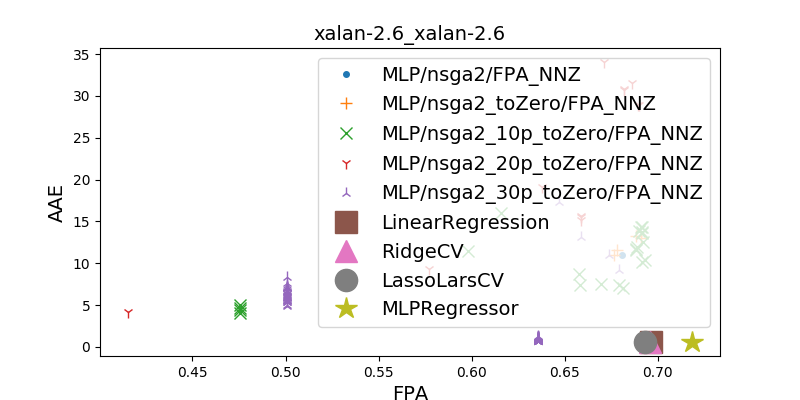 xalan-2.6_xalan-2.6
AAE
35
30
25
20
15
10
5
0
MLP/nsga2/FPA_NNZ
MLP/nsga2_toZero/FPA_NNZ
MLP/nsga2_10p_toZero/FPA_NNZ
MLP/nsga2_20p_toZero/FPA_NNZ
MLP/nsga2_30p_toZero/FPA_NNZ
LinearRegression
RidgeCV
LassoLarsCV
MLPRegressor
0.45 0.50 0.55 0.60 0.65 0.70
FPA